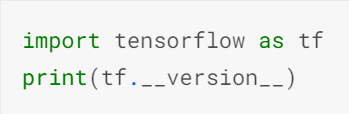 import tensorflow as tf
print(tf.__version__)